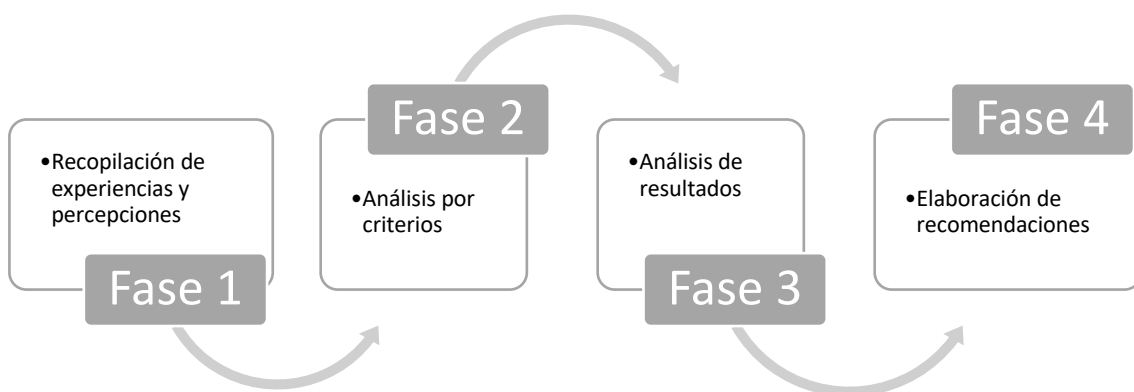 •Recopilación de
experiencias y
percepciones
Fase 1
Fase 2
•Análisis por
criterios
•Análisis de
resultados
Fase 3
Fase 4
•Elaboración de
recomendaciones